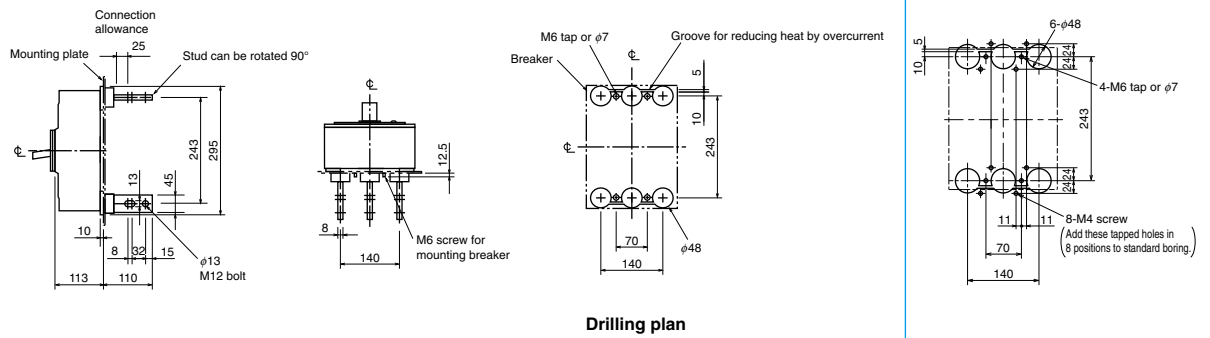 Connection
allowance
25
Mounting plate
Stud can be rotated 90°
℄
243
295
13
45
10
8
32
15
φ13
M12 bolt
113
110
℄
12.5
8
M6 screw for
mounting breaker
140
M6 tap or φ7
Groove for reducing heat by overcurrent
℄
Breaker
5
10
243
℄
70
φ48
140
Drilling plan
6-φ48
5
10
24
24
4-M6 tap or φ7
243
24
24
8-M4 screw
(Add these tapped holes in
8 positions to standard boring.)
11
11
70
140